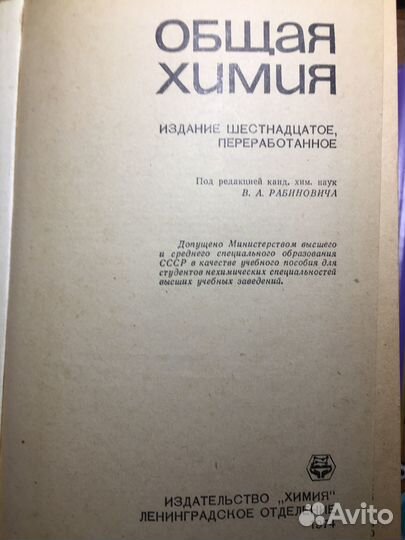 общая
химия
ИЗДАНИЕ ШЕСТНАДЦАТОЕ,
ПЕРЕРАБОТАННОЕ
Под редакцией канд. хим. наук
В. А. РАБИНОВИЧА
Допущено Министерством высшего
и среднего специального образования
СССР в качестве учебного пособия для
студентов нехимических специальностей
высших учебных заведений.
ИЗДАТЕЛЬСТВО „ХИМИЯ"
ЛЕНИНГРАДСКОЕ ОТДЕЛЕНИЕ
1974
Avito